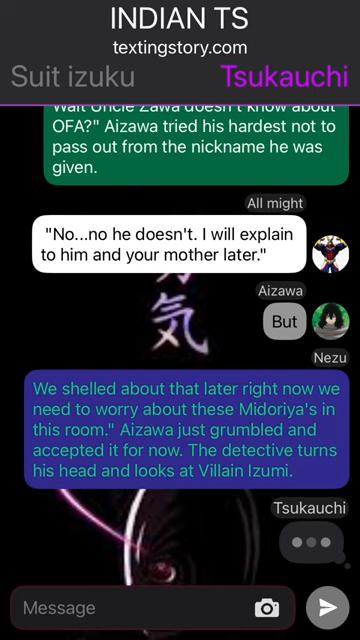 INDIAN TS
textingstory.com
Suit izuku
Tsukauchi
Wait Uncle Zawa doesn't know about
OFA?" Aizawa tried his hardest not to
pass out from the nickname he was
given.
All might
"No...no he doesn't. I will explain
to him and your mother later."
Aizawa
But
気
Nezu
We shelled about that later right now we
need to worry about these Midoriya's in
this room." Aizawa just grumbled and
accepted it for now. The detective turns
his head and looks at Villain Izumi.
Tsukauchi
Message